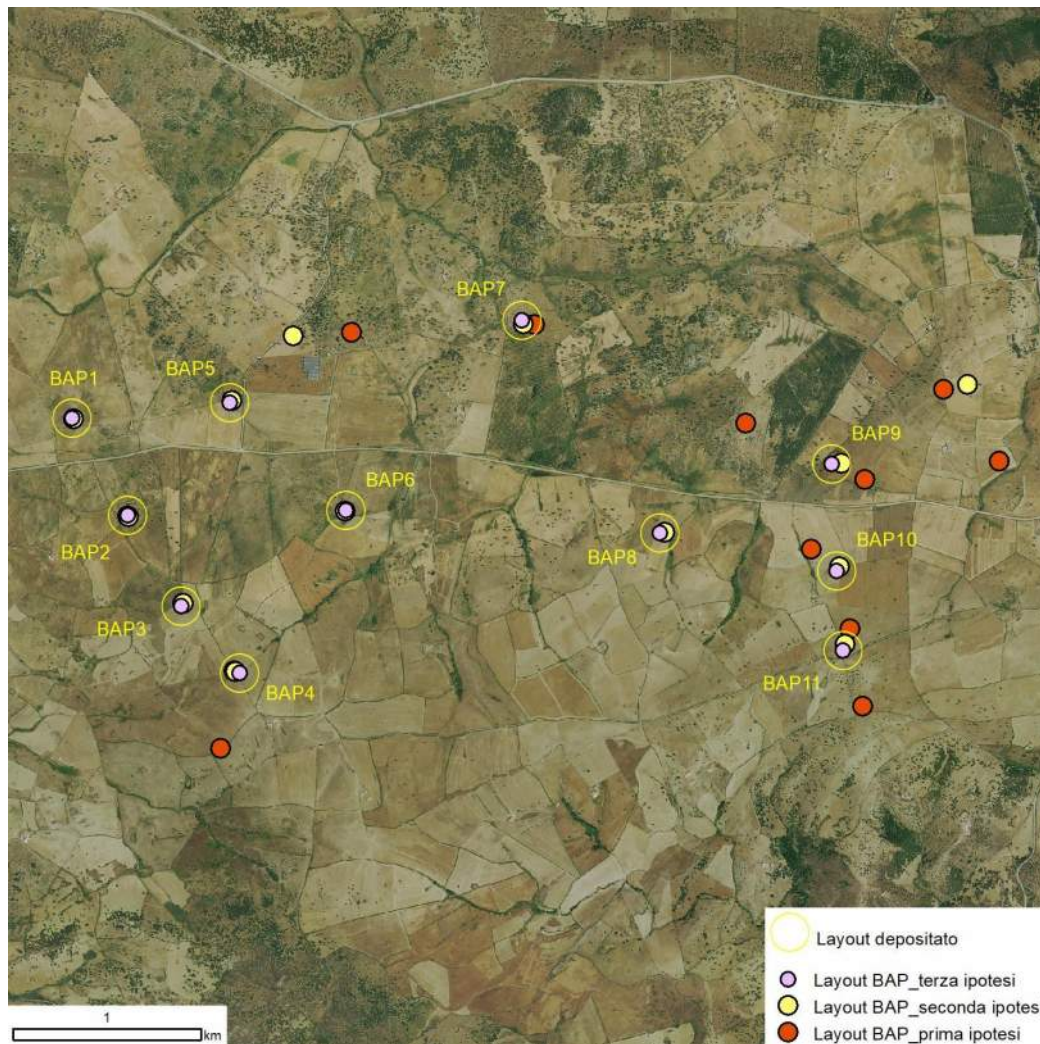 BAP7
BAP5
BAP1
BAP9
BAP6
BAP2
BAP8
BAP10
BAP3
BAP4
BAP11
Layout depositato
Layout BAP_terza ipotesi
Layout BAP_seconda ipotes
Layout BAP_prima ipotesi
1
km